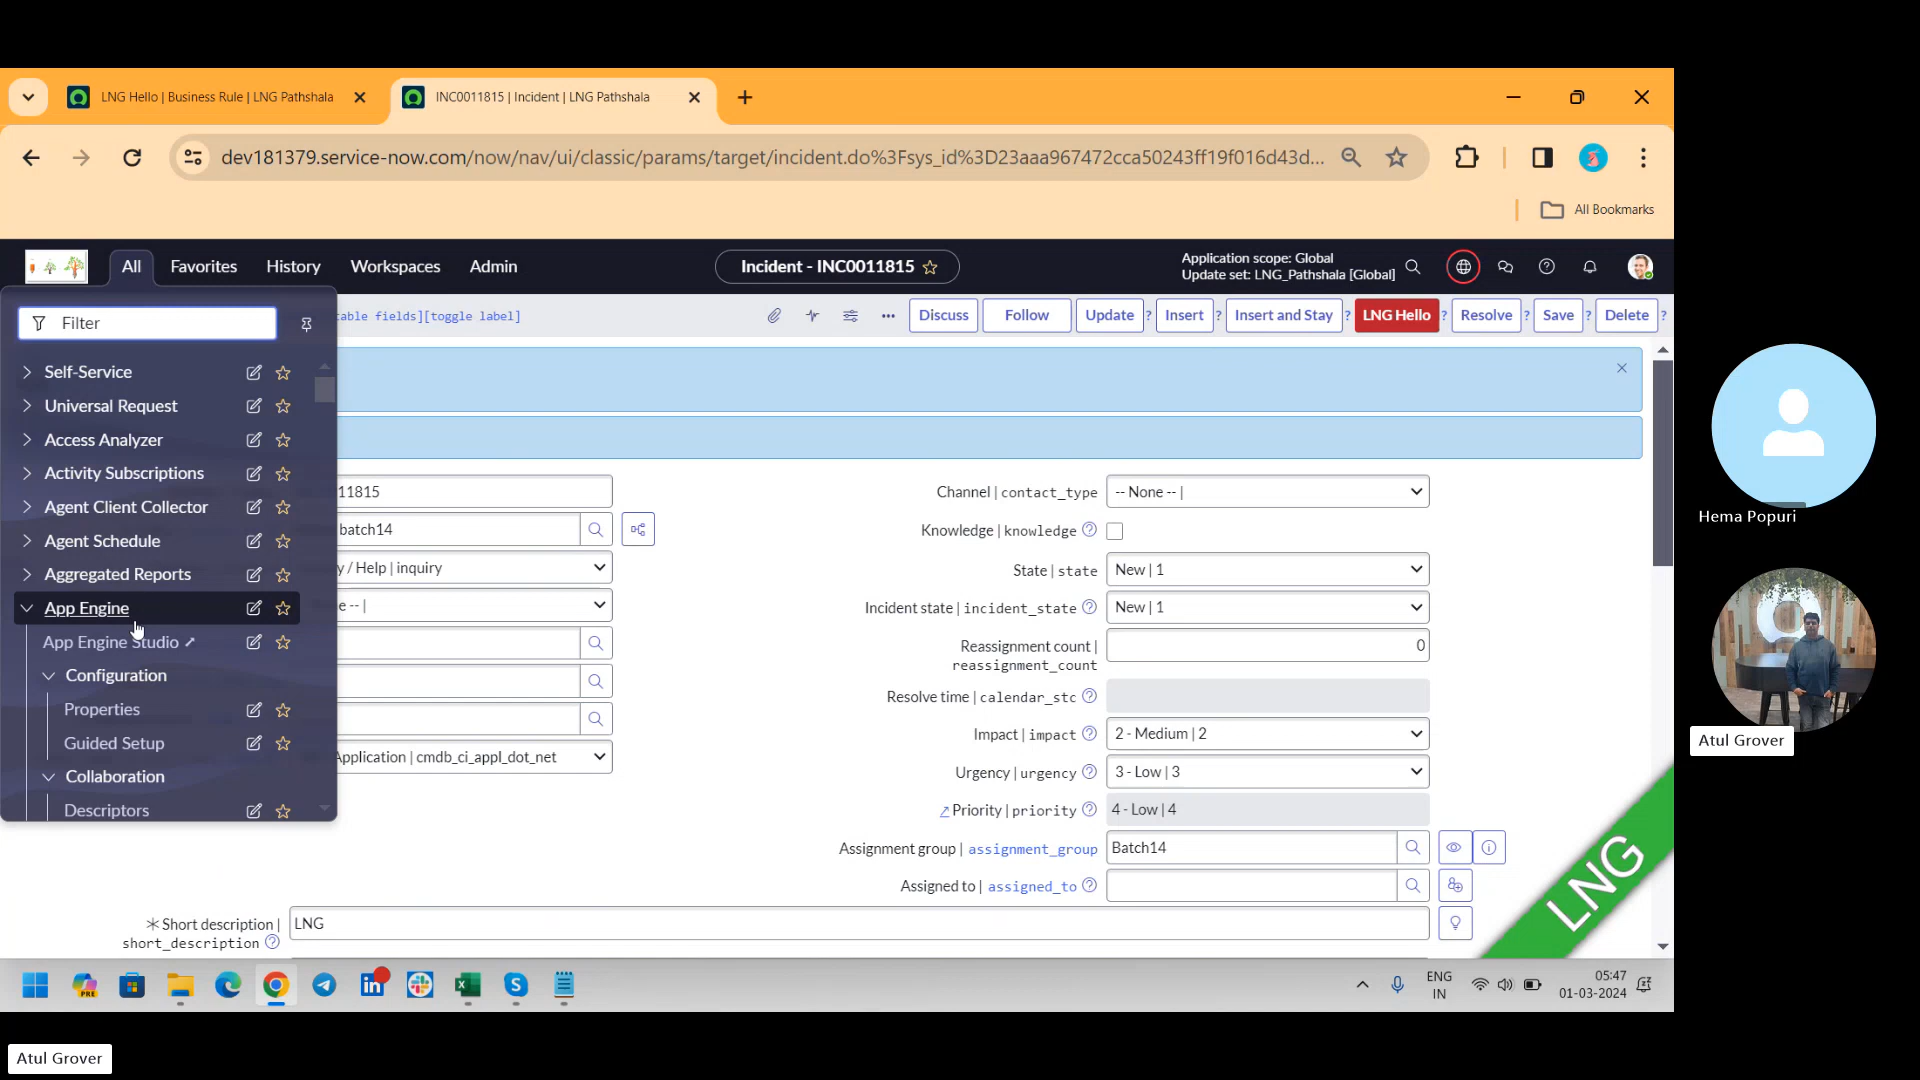 LNG Hello | Business Rule | LNG Pathshala
INC0011815 | Incident | LNG Pathshala
dev181379.service-now.com/now/nav/ui/classic/params/target/incident.do%3Fsys_id%3D23aaa967472cca50243ff19f016d43d...
All Bookmarks
All
Favorites
History
Workspaces
Admin
Incident - INC0011815
Application scope: Global
Update set: LNG_Pathshala [Global]
Filter
table fields][toggle label]
Discuss
Follow
Update
?
Insert
?
Insert and Stay
?
LNG Hello
?
Resolve
?
Save
?
Delete
?
Self-Service
Universal Request
Access Analyzer
Activity Subscriptions
Agent Client Collector
Agent Schedule
Aggregated Reports
App Engine
App Engine Studio
Configuration
Properties
Guided Setup
Collaboration
Descriptors
11815
batch14
y / Help | inquiry
e -- |
Application | cmdb_ci_appl_dot_net
Channel | contact_type
-- None -- |
Knowledge | knowledge
State | state
New | 1
Incident state | incident_state
New | 1
Reassignment count |
reassignment_count
0
Resolve time | calendar_stc
Impact | impact
2 - Medium | 2
Urgency | urgency
3 - Low | 3
Priority | priority
4 - Low | 4
Assignment group | assignment_group
Batch14
Assigned to | assigned_to
Short description |
short_description
LNG
LNG
PRE
ENG
IN
05:47
01-03-2024
Hema Popuri
Atul Grover
Atul Grover